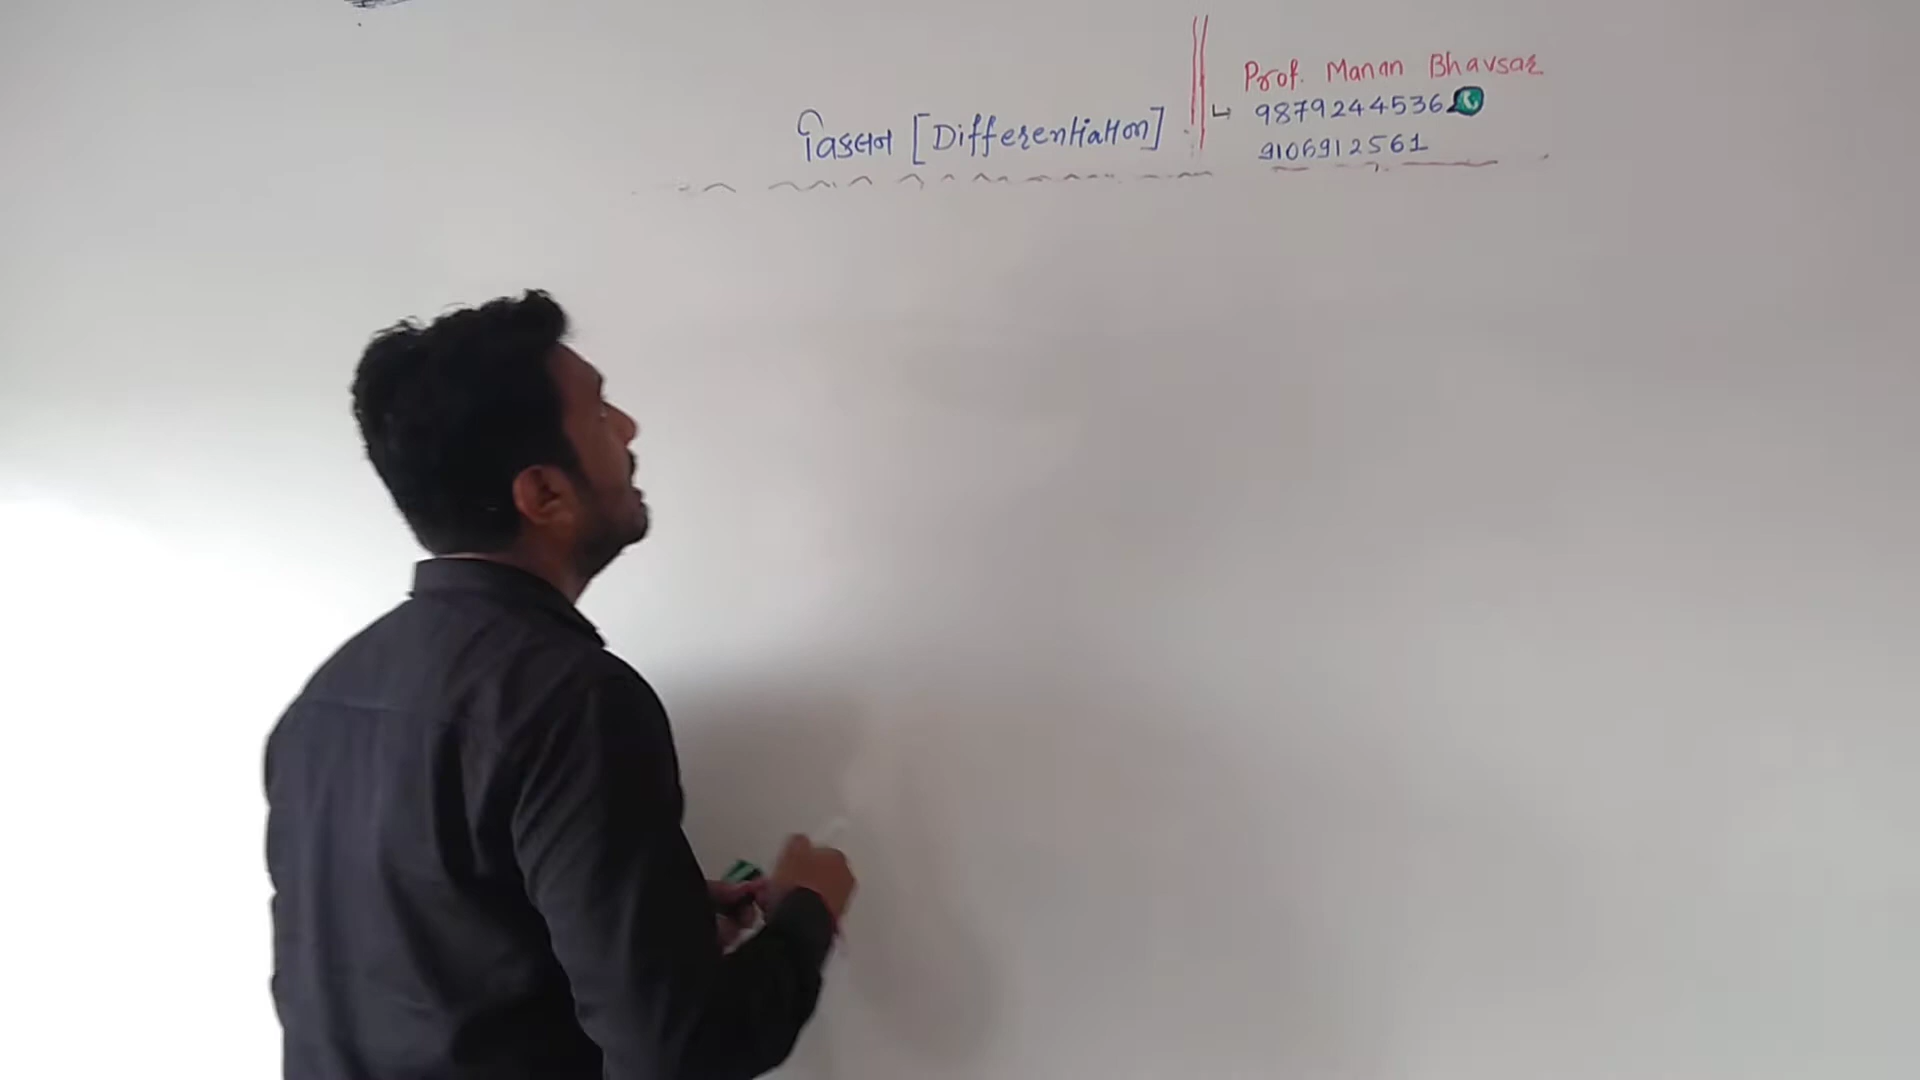 વિકલન [Differentiation]
Prof. Manan Bhavsar
↳ 9879244536
9106912561